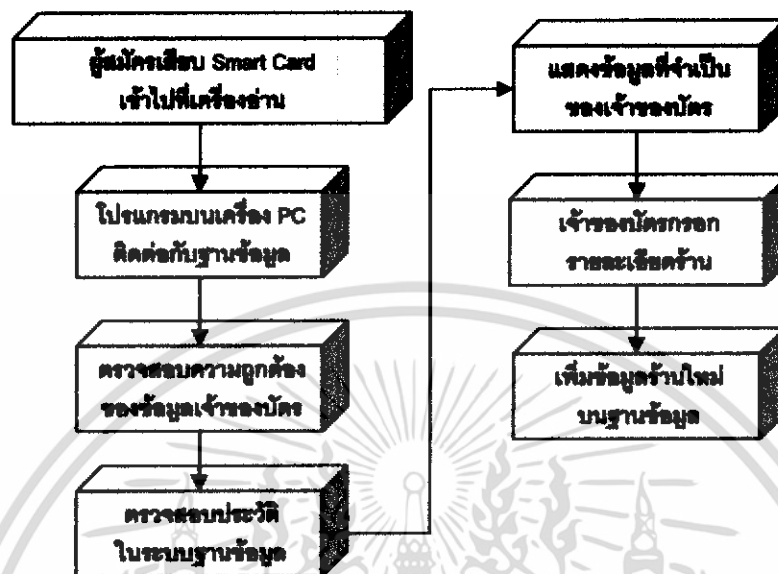 ผู้สมัครเสียบ Smart Card
เข้าไปที่เครื่องอ่าน
โปรแกรมบนเครื่อง PC
ติดต่อกับฐานข้อมูล
ตรวจสอบความถูกต้อง
ของข้อมูลเจ้าของบัตร
ตรวจสอบประวัติ
ในระบบฐานข้อมูล
แสดงข้อมูลที่จำเป็น
ของเจ้าของบัตร
เจ้าของบัตรกรอก
รายละเอียดร้าน
เพิ่มข้อมูลร้านใหม่
บนฐานข้อมูล